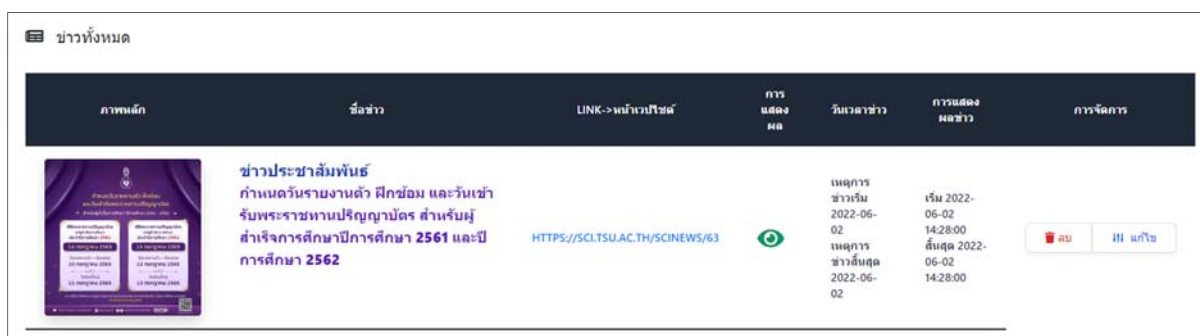 ข่าวทั้งหมด
ภาพหลัก
ชื่อข่าว
LINK->หน้าเวปไซต์
การ
แสดง
ผล
วันเวลาข่าว
การแสดง
ผลข่าว
การจัดการ
ข่าวประชาสัมพันธ์
กำหนดวันรายงานตัว ฝึกซ้อม และวันเข้า
รับพระราชทานปริญญาบัตร สำหรับผู้
สำเร็จการศึกษาปีการศึกษา 2561 และปี
การศึกษา 2562
HTTPS://SCI.TSU.AC.TH/SCINEWS/63
เหตุการ
ข่าวเริ่ม
2022-06-
02
เหตุการ
ข่าวสิ้นสุด
2022-06-
02
เริ่ม 2022-
06-02
14:28:00
สิ้นสุด 2022-
06-02
14:28:00
ลบ
แก้ไข